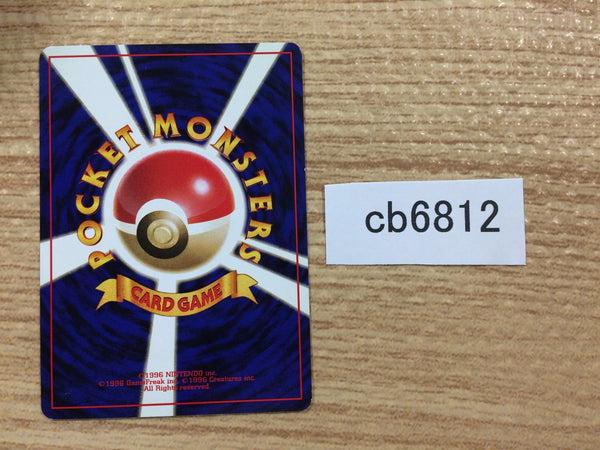 POCKET MONSTERS
CARD GAME
©1996 NINTENDO inc.
©1996 GameFreak inc. ©1996 Creatures inc.
All Rights reserved.
cb6812